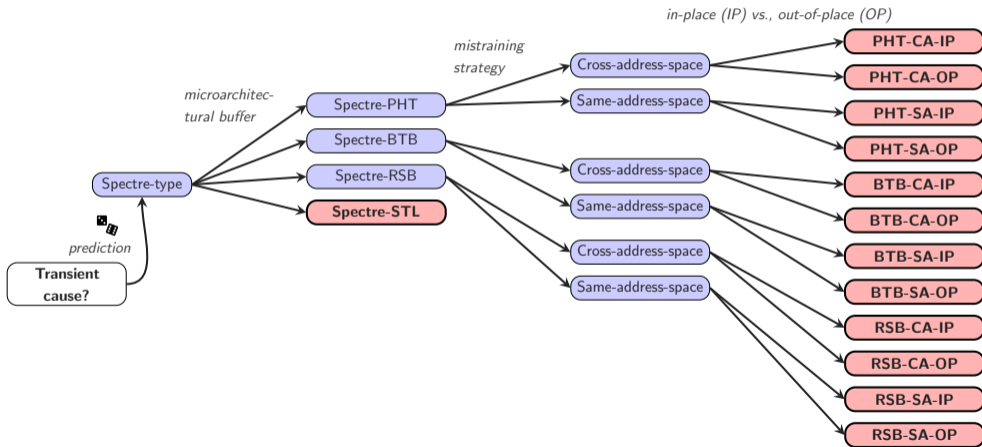 in-place (IP) vs., out-of-place (OP)
mistraining
strategy
microarchitec-
tural buffer
prediction
Transient
cause?
Spectre-type
Spectre-PHT
Spectre-BTB
Spectre-RSB
Spectre-STL
Cross-address-space
Same-address-space
Cross-address-space
Same-address-space
Cross-address-space
Same-address-space
PHT-CA-IP
PHT-CA-OP
PHT-SA-IP
PHT-SA-OP
BTB-CA-IP
BTB-CA-OP
BTB-SA-IP
BTB-SA-OP
RSB-CA-IP
RSB-CA-OP
RSB-SA-IP
RSB-SA-OP